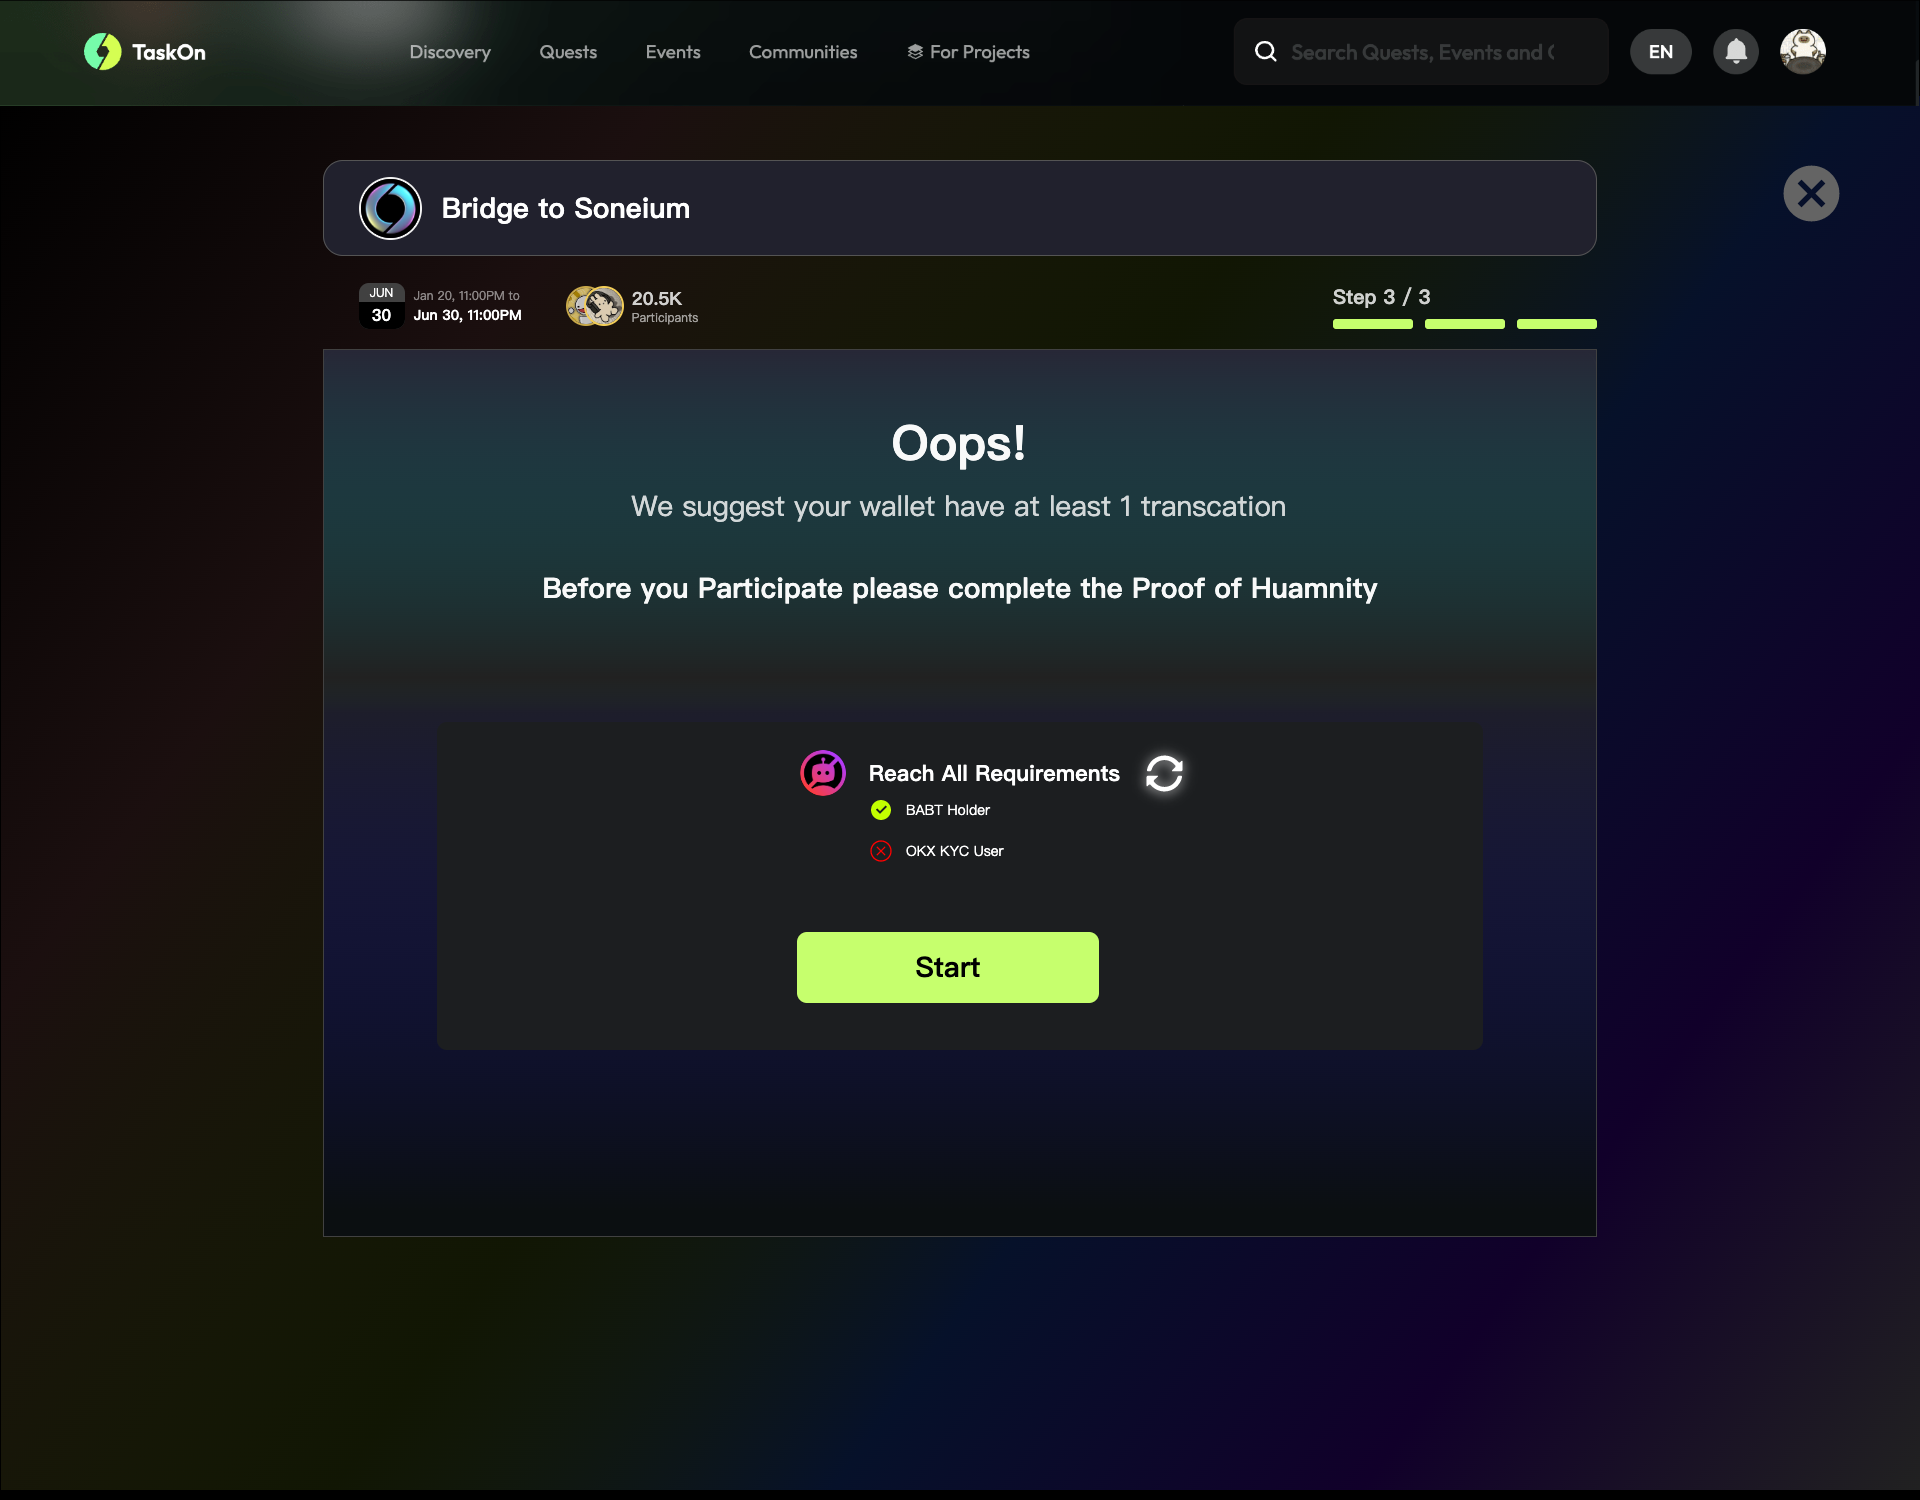 TaskOn
Discovery
Quests
Events
Communities
For Projects
Search Quests, Events and
EN
Bridge to Soneium
JUN
30
Jan 20, 11:00PM to
Jun 30, 11:00PM
20.5K
Participants
Step 3 / 3
Oops!
We suggest your wallet have at least 1 transcation
Before you Participate please complete the Proof of Huamnity
Reach All Requirements
BABT Holder
OKX KYC User
Start